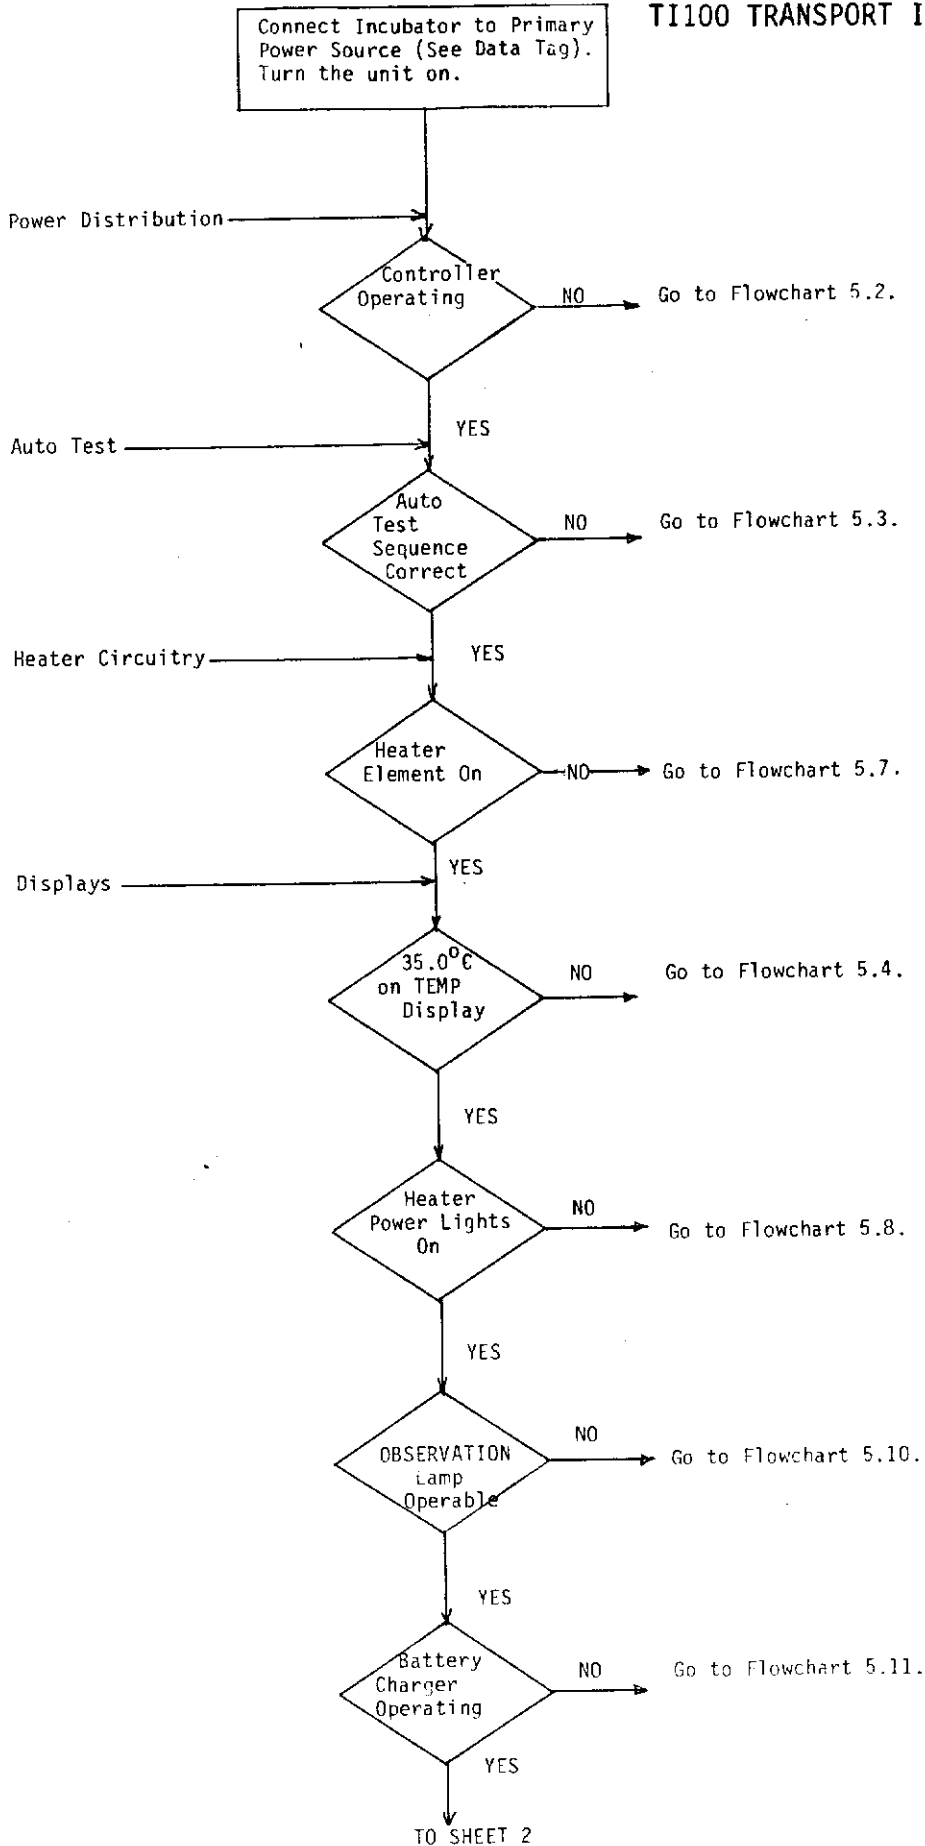 TI100 TRANSPORT I
Connect Incubator to Primary
Power Source (See Data Tag).
Turn the unit on.
Power Distribution
Controller
Operating
NO
Go to Flowchart 5.2.
YES
Auto Test
Auto
Test
Sequence
Correct
NO
Go to Flowchart 5.3.
YES
Heater Circuitry
Heater
Element On
NO
Go to Flowchart 5.7.
YES
Displays
35.0°C
on TEMP
Display
NO
Go to Flowchart 5.4.
YES
Heater
Power Lights
On
NO
Go to Flowchart 5.8.
YES
OBSERVATION
Lamp
Operable
NO
Go to Flowchart 5.10.
YES
Battery
Charger
Operating
NO
Go to Flowchart 5.11.
YES
TO SHEET 2